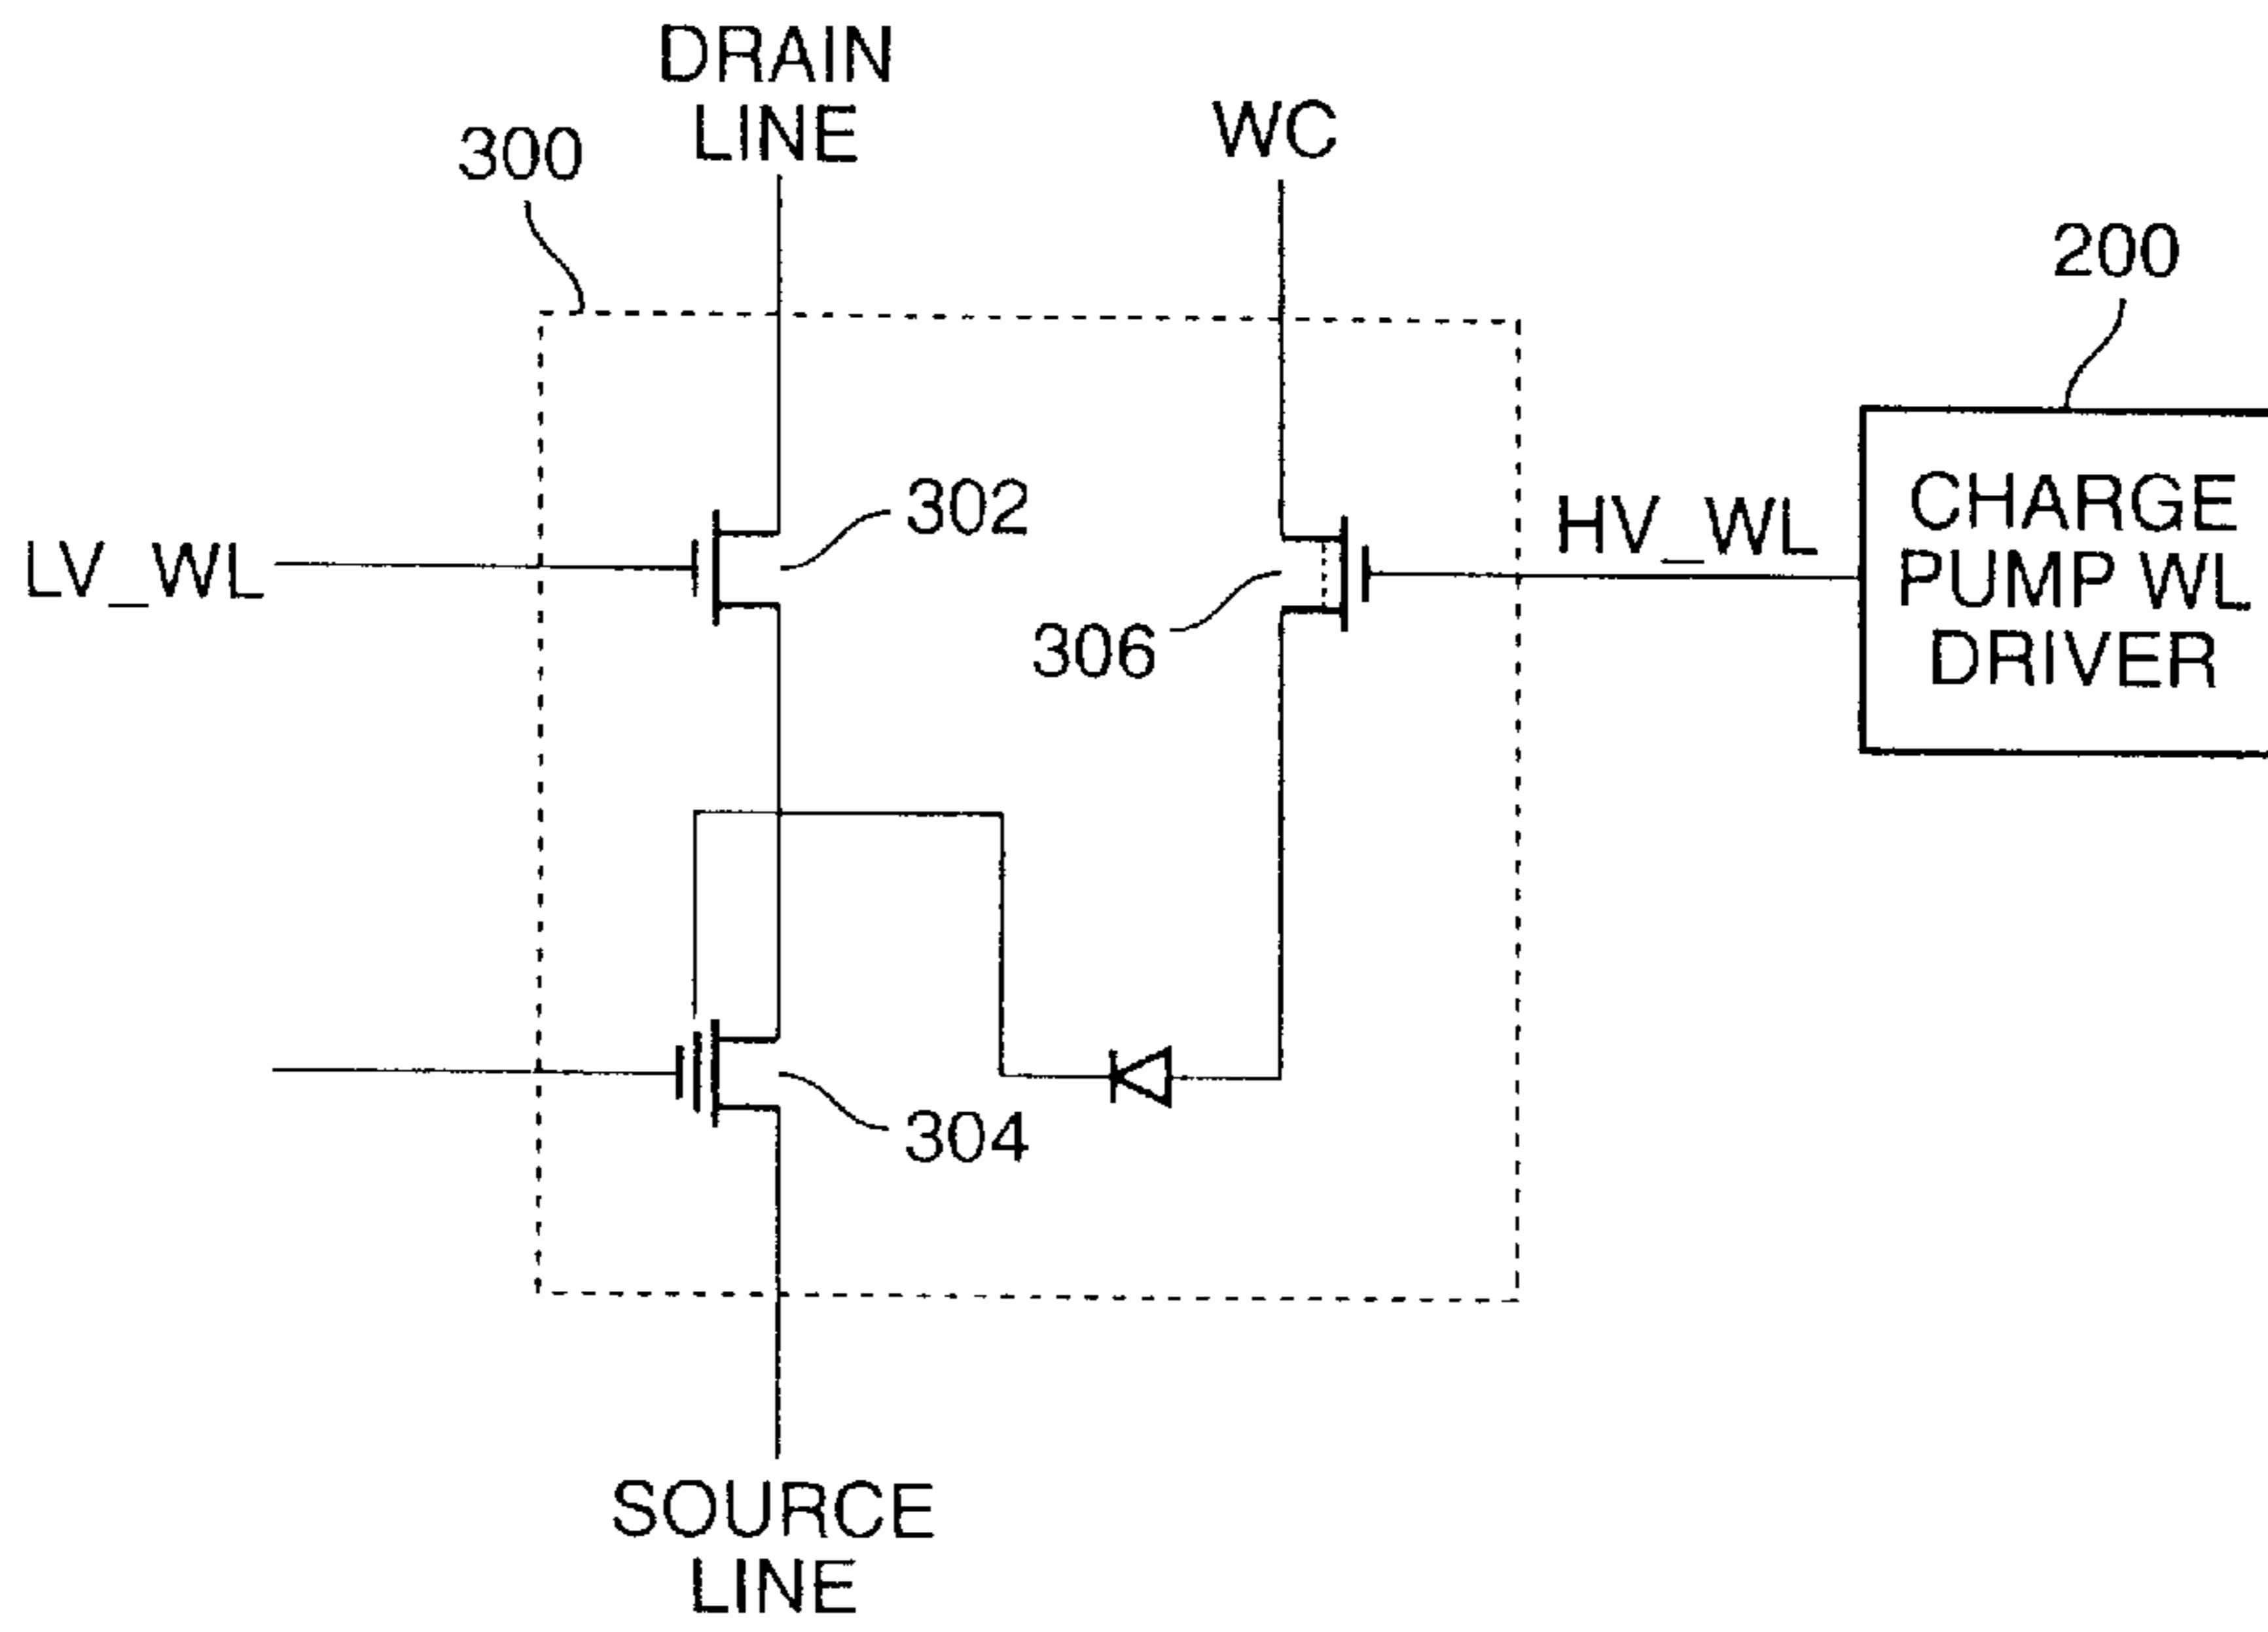 DRAIN
LINE
WC
300
200
302
LV_WL
306
HV_WL
CHARGE
PUMP WL
DRIVER
304
SOURCE
LINE